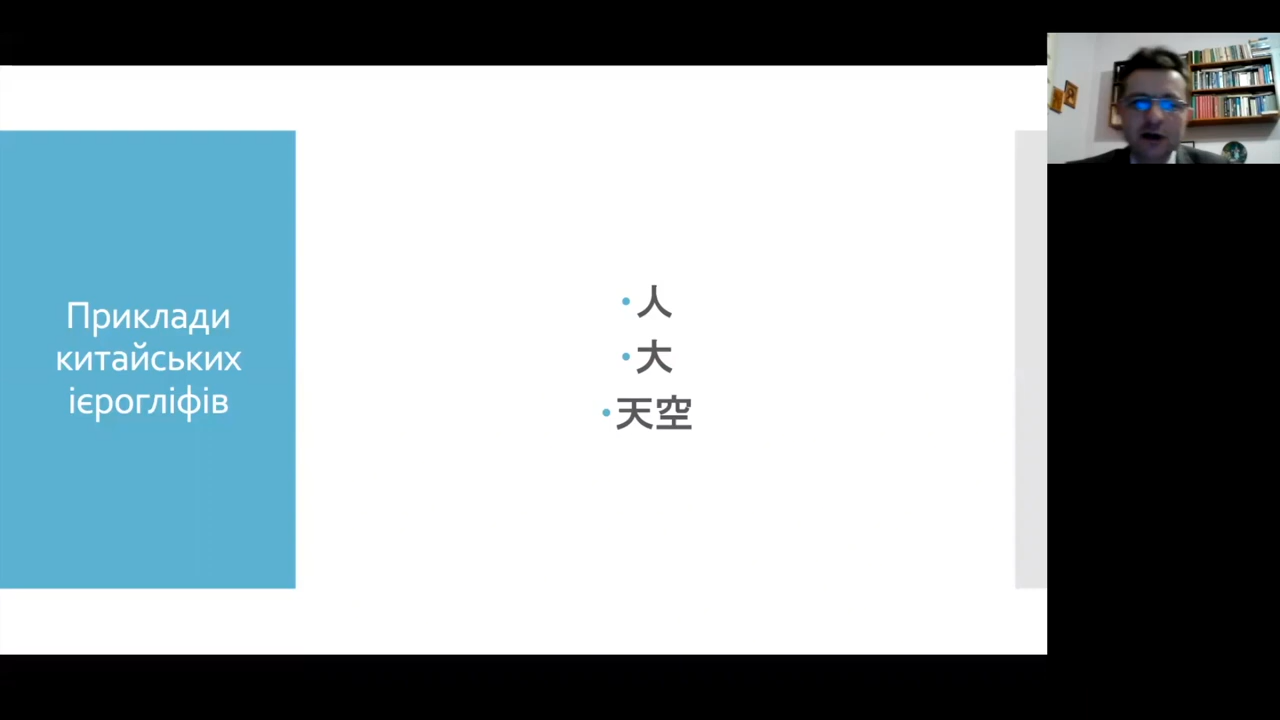 Приклади
китайських
ієрогліфів
• 人
• 大
• 天空